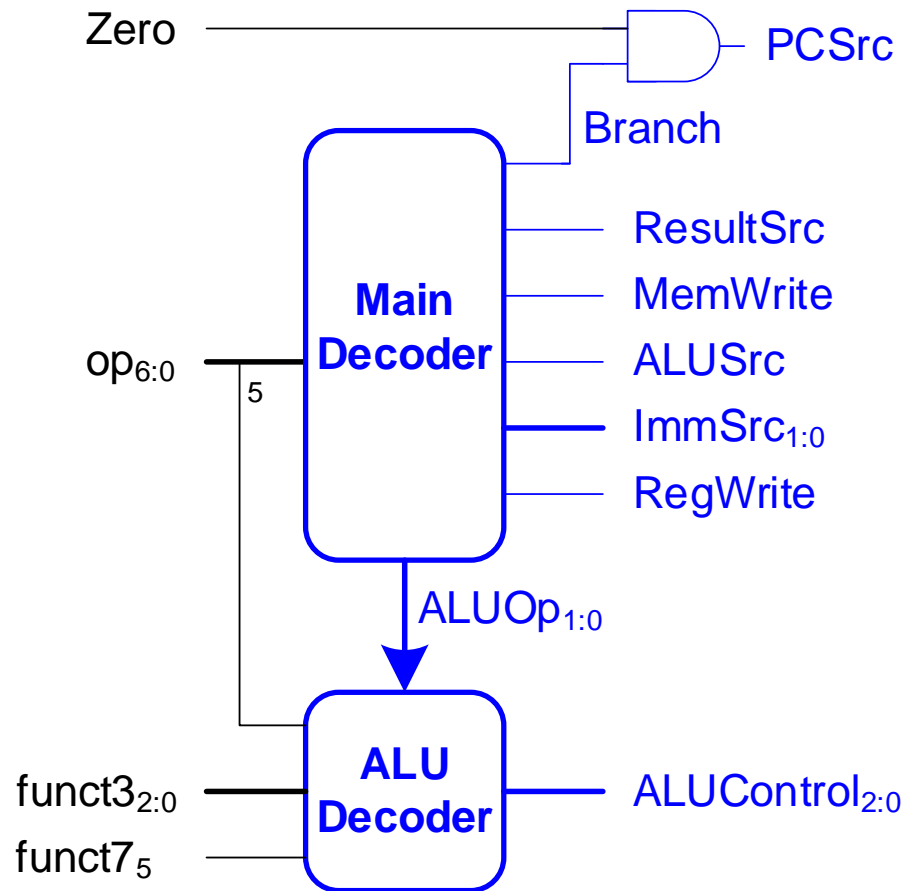 Zero
PCSrc
Branch
ResultSrc
MemWrite
Main
Decoder
ALUSrc
op6:0
5
ImmSrc1:0
RegWrite
ALUOp1:0
ALU
Decoder
funct32:0
ALUControl2:0
funct75